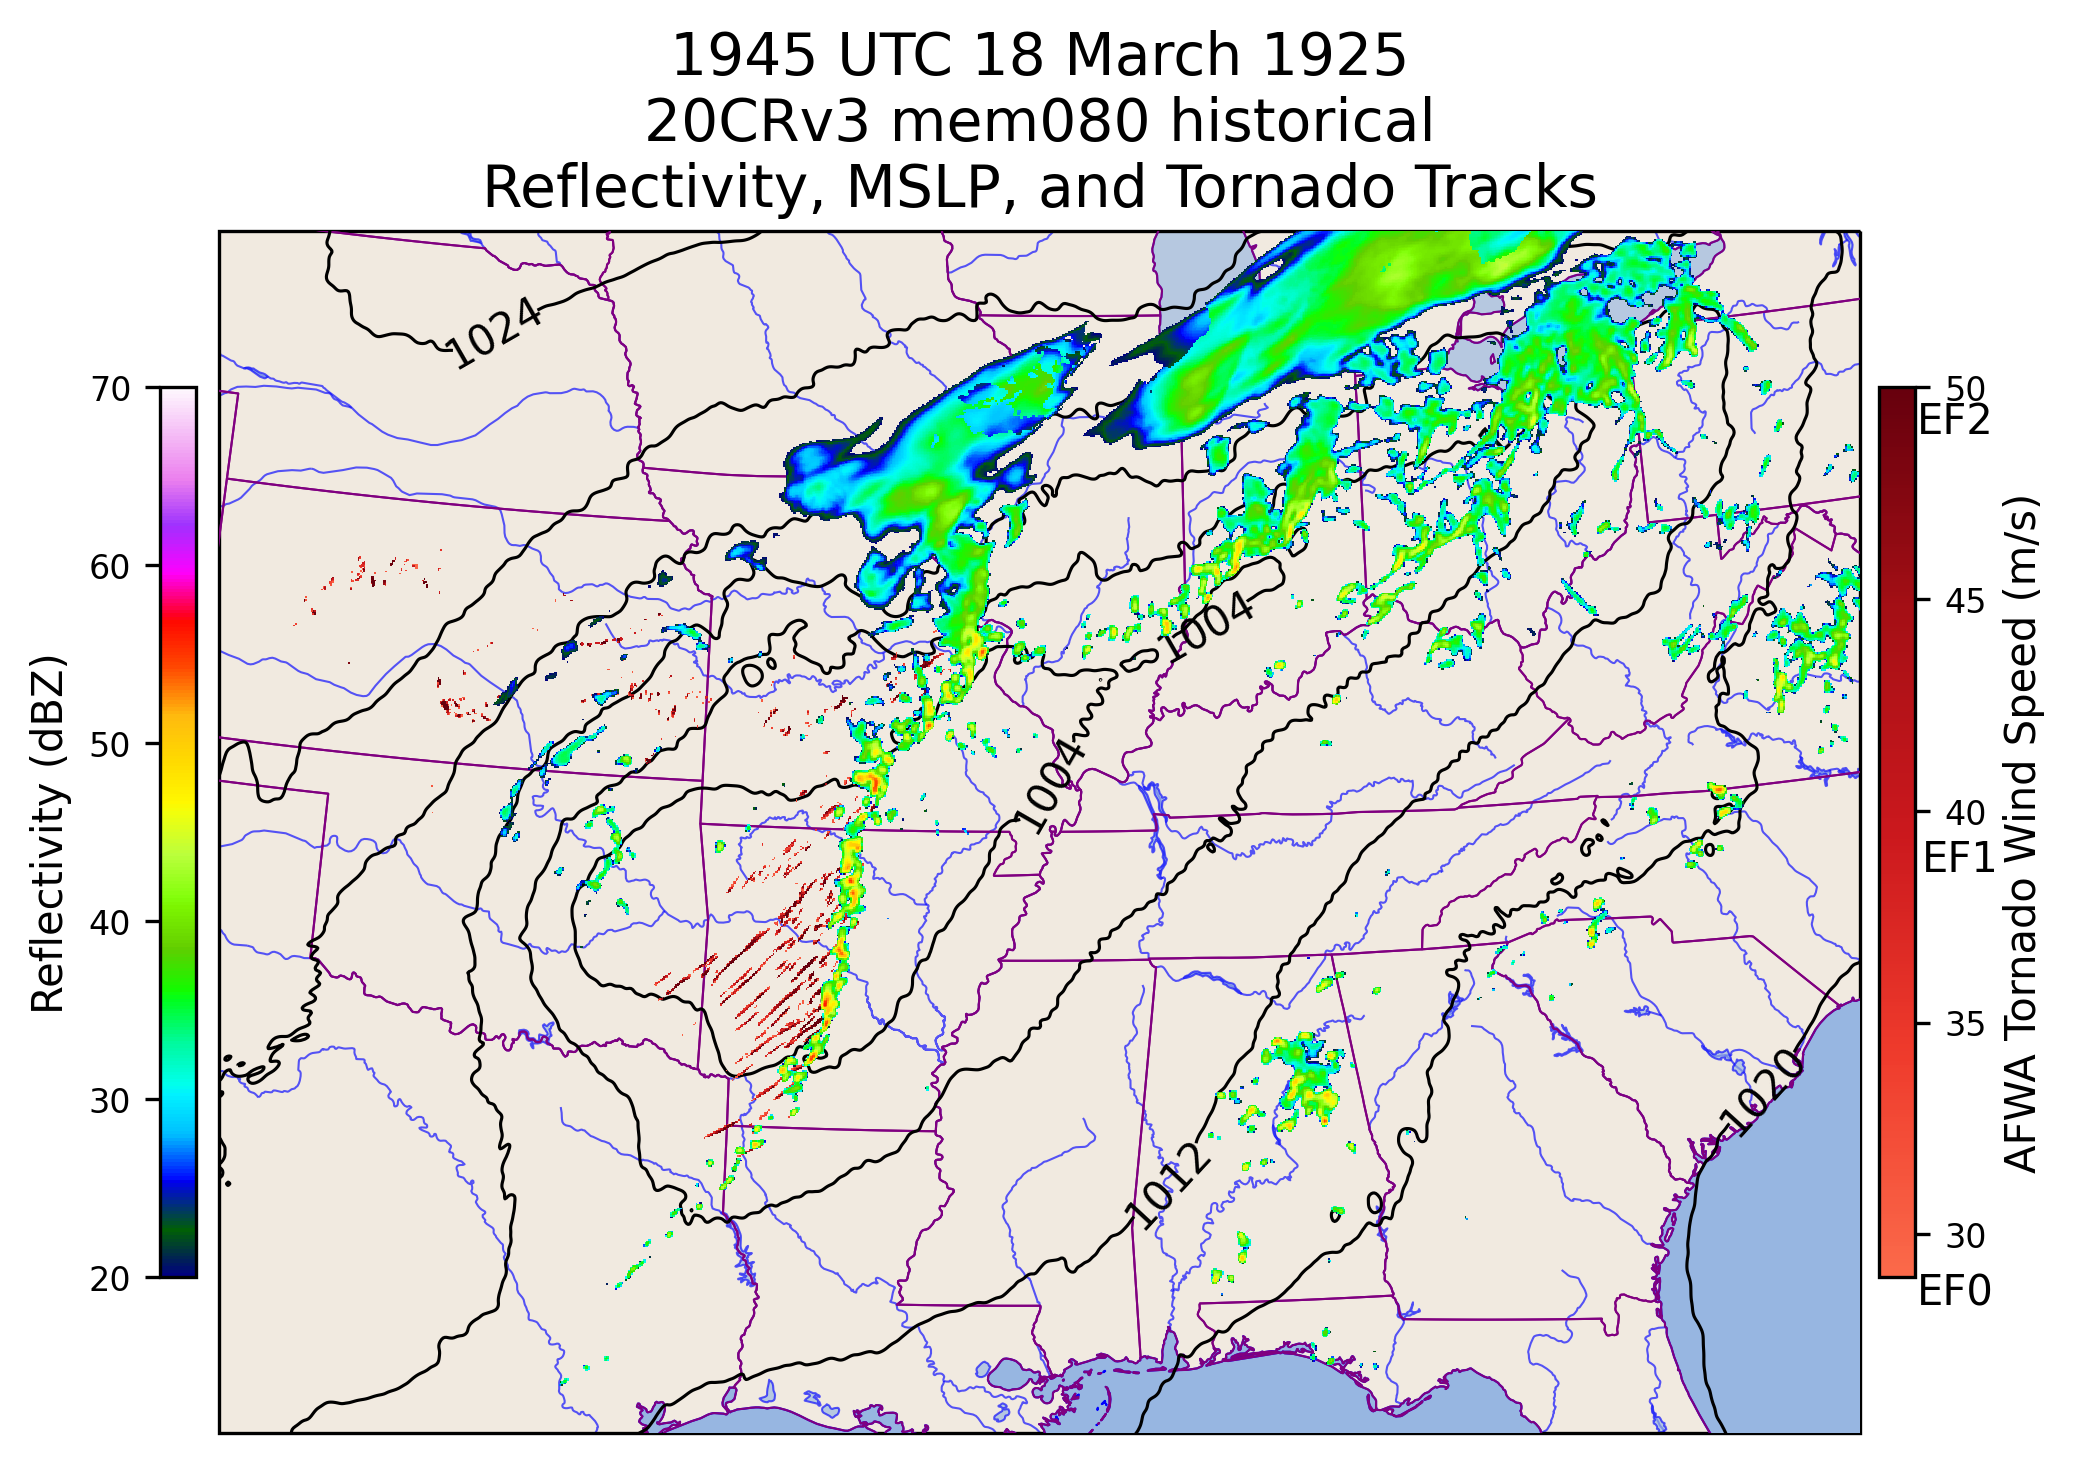 1945 UTC 18 March 1925
20CRv3 mem080 historical
Reflectivity, MSLP, and Tornado Tracks
Reflectivity (dBZ)
70
60
50
40
30
20
1024
1004
1004
1012
1020
50
EF2
45
40
EF1
35
30
EF0
AFWA Tornado Wind Speed (m/s)